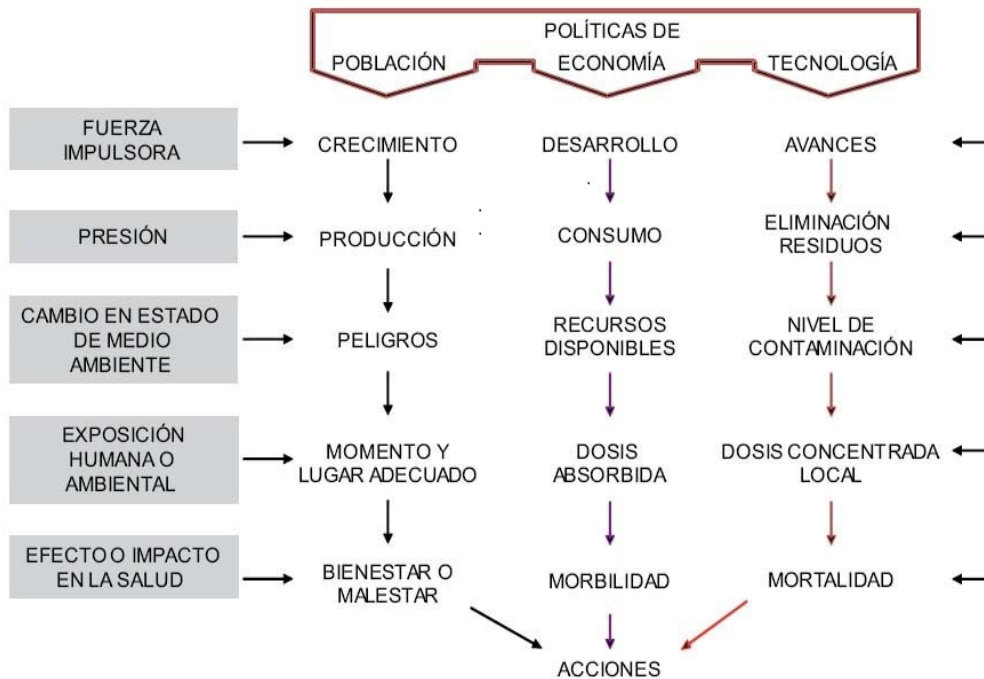 POLÍTICAS DE
POBLACIÓN ECONOMÍA TECNOLOGÍA
FUERZA
IMPULSORA
CRECIMIENTO DESARROLLO AVANCES
PRESIÓN
PRODUCCIÓN CONSUMO
ELIMINACIÓN
RESIDUOS
CAMBIO EN ESTADO
DE MEDIO
AMBIENTE
PELIGROS
RECURSOS
DISPONIBLES
NIVEL DE
CONTAMINACIÓN
EXPOSICIÓN
HUMANA O
AMBIENTAL
MOMENTO Y
LUGAR ADECUADO
DOSIS
ABSORBIDA
DOSIS CONCENTRADA
LOCAL
EFECTO O IMPACTO
EN LA SALUD
BIENESTAR O
MALESTAR
MORBILIDAD
MORTALIDAD
ACCIONES